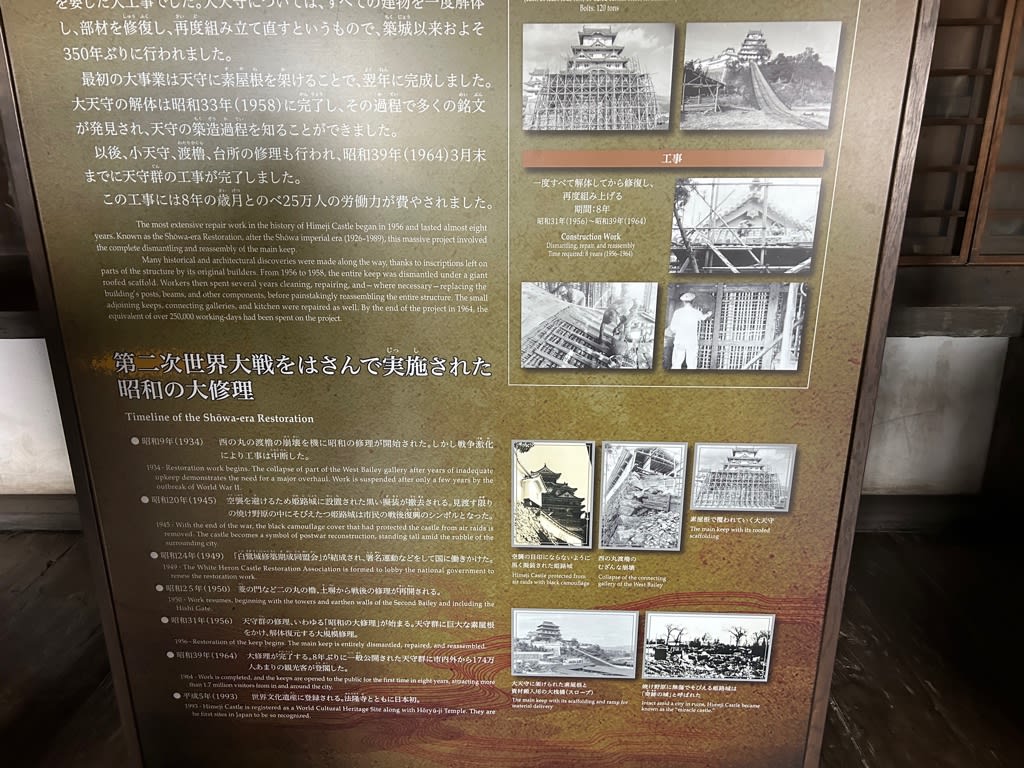 を要した大工事でした。大天守については、すべての建物を一度解体
し、部材を修復し、再度組み立て直すというもので、築城以来およそ
350年ぶりに行われました。
最初の大事業は天守に素屋根を架けることで、翌年に完成しました。
大天守の解体は昭和33年(1958)に完了し、その過程で多くの銘文
が発見され、天守の築造過程を知ることができました。
以後、小天守、渡櫓、台所の修理も行われ、昭和39年(1964)3月末
までに天守群の工事が完了しました。
この工事には8年の歳月とのべ25万人の労働力が費やされました。
The most extensive repair work in the history of Himeji Castle began in 1956 and lasted almost eight
years. Known as the Shōwa-era Restoration, after the Shōwa imperial era (1926–1989), this massive project involved
the complete dismantling and reassembly of the main keep.
Many historical and architectural discoveries were made along the way, thanks to inscriptions left on
parts of the structure by its original builders. From 1956 to 1958, the entire keep was dismantled under a giant
roofed scaffold. Workers then spent several years cleaning, repairing, and—where necessary—replacing the
building's posts, beams, and other components, before painstakingly reassembling the entire structure. The small
adjoining keeps, connecting galleries, and kitchen were repaired as well. By the end of the project in 1964, the
equivalent of over 250,000 working-days had been spent on the project.
Bolts: 120 tons
工事
一度すべて解体してから修復し、
再度組み上げる
期間:8年
昭和31年(1956)~昭和39年(1964)
Construction Work
Dismantling, repair, and reassembly
Time required: 8 years (1956–1964)
第二次世界大戦をはさんで実施された
昭和の大修理
Timeline of the Shōwa-era Restoration
●昭和9年(1934) 西の丸の渡櫓の崩壊を機に昭和の修理が開始された。しかし戦争激化
により工事は中断した。
1934 - Restoration work begins. The collapse of part of the West Bailey gallery after years of inadequate
upkeep demonstrates the need for a major overhaul. Work is suspended after only a few years by the
outbreak of World War II.
●昭和20年(1945) 空襲を避けるため姫路城に設置された黒い擬装が撤去される。見渡す限り
の焼け野原の中にそびえたつ姫路城は市民の戦後復興のシンボルとなった。
1945 - With the end of the war, the black camouflage cover that had protected the castle from air raids is
removed. The castle becomes a symbol of postwar reconstruction, standing tall amid the rubble of the
surrounding city.
●昭和24年(1949) 「白鷺城修築期成同盟会」が結成され、署名運動などをして国に働きかけた。
1949 - The White Heron Castle Restoration Association is formed to lobby the national government to
renew the restoration work.
●昭和25年(1950) 菱の門など二の丸の櫓、土塀から戦後の修理が再開される。
1950 - Work resumes, beginning with the towers and earthen walls of the Second Bailey and including the
Hishi Gate.
●昭和31年(1956) 天守群の修理、いわゆる「昭和の大修理」が始まる。天守群に巨大な素屋根
をかけ、解体復元する大規模修理。
1956 - Restoration of the keep begins. The main keep is entirely dismantled, repaired, and reassembled.
●昭和39年(1964) 大修理が完了する。8年ぶりに一般公開された天守群に市内外から174万
人あまりの観光客が登閣した。
1964 - Work is completed, and the keeps are opened to the public for the first time in eight years, attracting more
than 1.7 million visitors from in and around the city.
●平成5年(1993) 世界文化遺産に登録される。法隆寺とともに日本初。
1993 - Himeji Castle is registered as a World Cultural Heritage Site along with Hōryū-ji Temple. They are
the first sites in Japan to be so recognized.
空襲の目印にならないように
黒く擬装された姫路城
Himeji Castle protected from
air raids with black camouflage
西の丸渡櫓の
むざんな崩壊
Collapse of the connecting
gallery of the West Bailey
素屋根で覆われていく大天守
The main keep with its roofed
scaffolding
大天守に架けられた素屋根と
資材搬入用の大桟橋(スロープ)
The main keep with its scaffolding and ramp for
material delivery
焼け野原に無傷でそびえる姫路城は
「奇跡の城」と呼ばれた
Intact amid a city in ruins, Himeji Castle became
known as the "miracle castle."